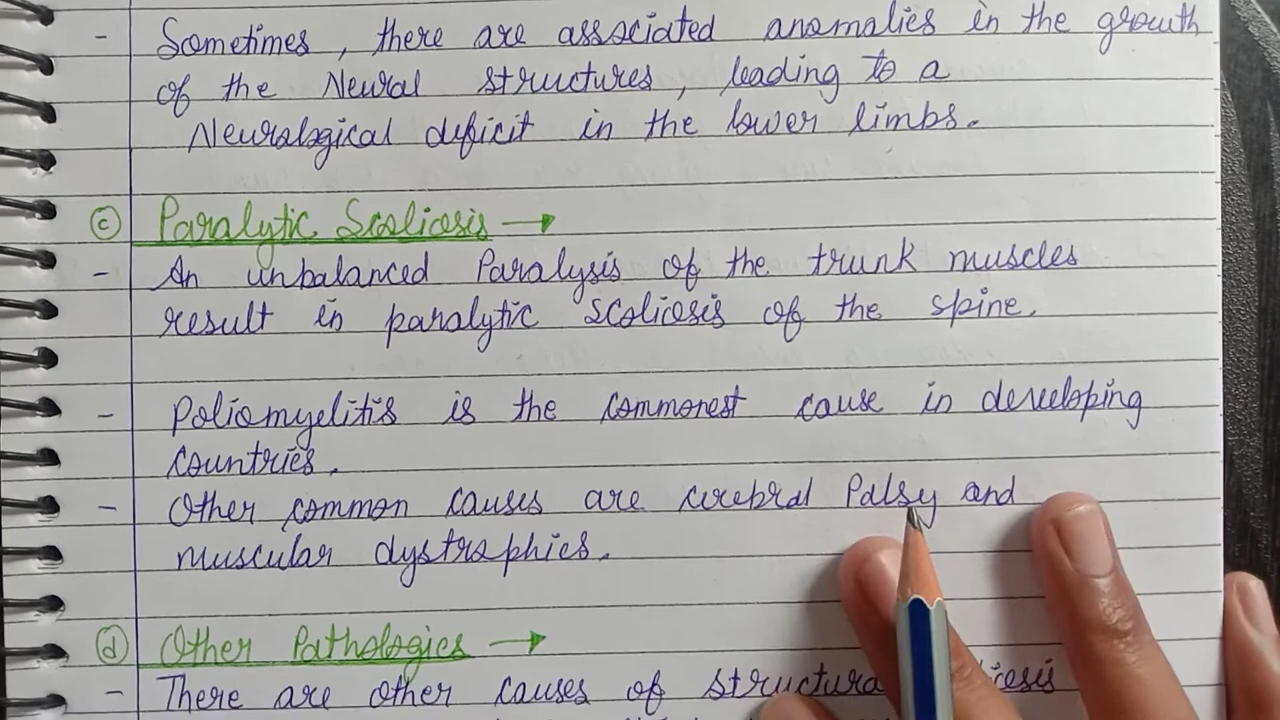 - Sometimes, there are associated anomalies in the growth
of the Neural structures, leading to a
Neurological deficit in the lower limbs.
ⓒ Paralytic Scoliosis →
- An unbalanced Paralysis of the trunk muscles
result in paralytic scoliosis of the spine.
- Poliomyelitis is the commonest cause in developing
countries.
- Other common causes are cerebral Palsy and
muscular dystrophies.
ⓓ Other Pathologies →
- There are other causes of